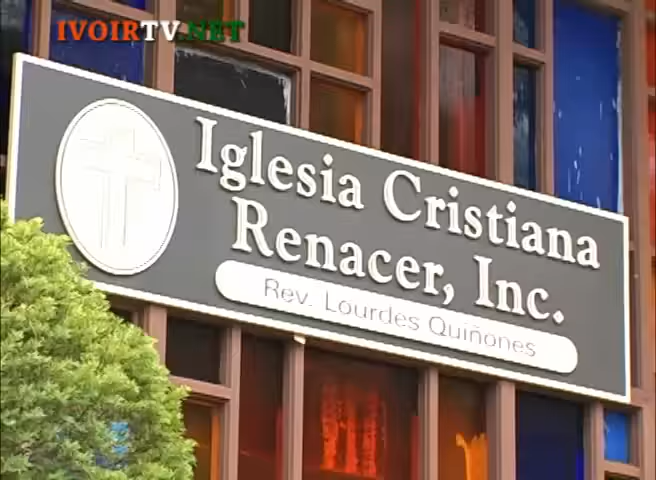 IVOIRTV.NET
Iglesia Cristiana
Renacer, Inc.
Rev. Lourdes Quiñones